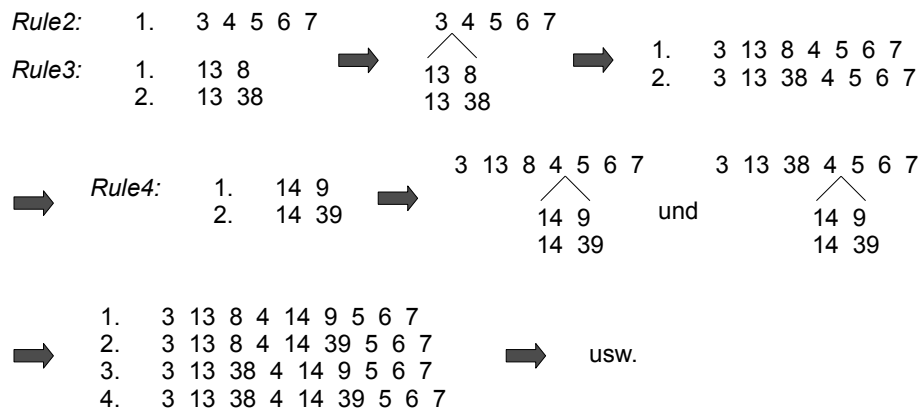 Rule2: 1. 3 4 5 6 7
3 4 5 6 7
Rule3: 1. 13 8
2. 13 38
13 8
13 38
1. 3 13 8 4 5 6 7
2. 3 13 38 4 5 6 7
Rule4: 1. 14 9
2. 14 39
3 13 8 4 5 6 7
14 9
14 39
und
3 13 38 4 5 6 7
14 9
14 39
1. 3 13 8 4 14 9 5 6 7
2. 3 13 8 4 14 39 5 6 7
3. 3 13 38 4 14 9 5 6 7
4. 3 13 38 4 14 39 5 6 7
usw.